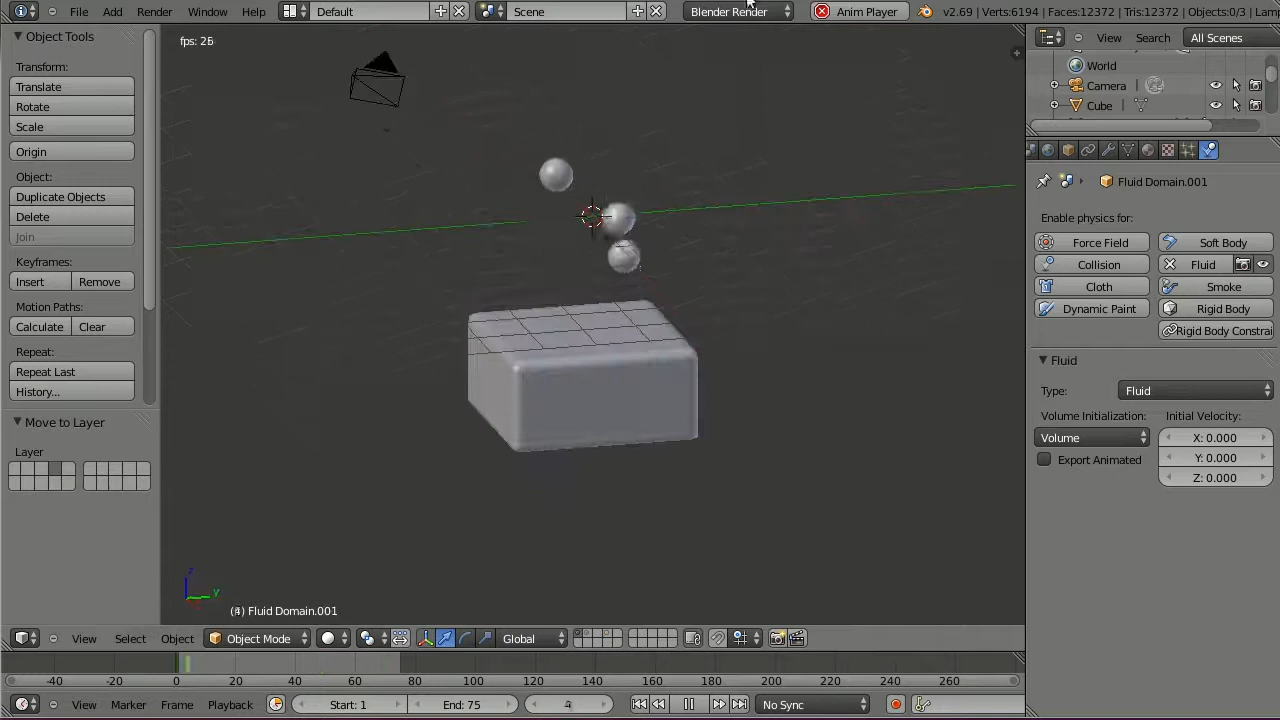 File Add Render Window Help Default Scene Blender Render Anim Player v2.69 | Verts:6194 | Faces:12372 | Tris:12372 | Objects:0/3 | Lamp
Object Tools
Transform:
Translate
Rotate
Scale
Origin
Object:
Duplicate Objects
Delete
Join
Keyframes:
Insert Remove
Motion Paths:
Calculate Clear
Repeat:
Repeat Last
History...
Move to Layer
Layer
z
y
(4) Fluid Domain.001
View Search All Scenes
World
Camera
Cube
Fluid Domain.001
Enable physics for:
Force Field Soft Body
Collision Fluid
Cloth Smoke
Dynamic Paint Rigid Body
Rigid Body Constrai
Fluid
Type: Fluid
Volume Initialization: Initial Velocity:
Volume X: 0.000
Export Animated Y: 0.000
Z: 0.000
View Select Object Object Mode Global
-40 -20 0 20 40 60 80 100 120 140 160 180 200 220 240 260
View Marker Frame Playback Start: 1 End: 75 No Sync